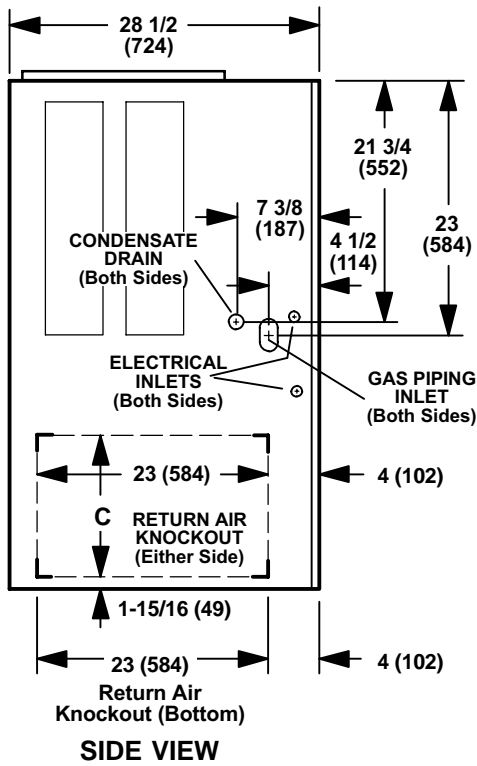 28 1/2
(724)
21 3/4
(552)
7 3/8
(187)
23
(584)
4 1/2
(114)
CONDENSATE
DRAIN
(Both Sides)
ELECTRICAL
INLETS
(Both Sides)
GAS PIPING
INLET
(Both Sides)
23 (584)
4 (102)
C
RETURN AIR
KNOCKOUT
(Either Side)
1-15/16 (49)
23 (584)
4 (102)
Return Air
Knockout (Bottom)
SIDE VIEW